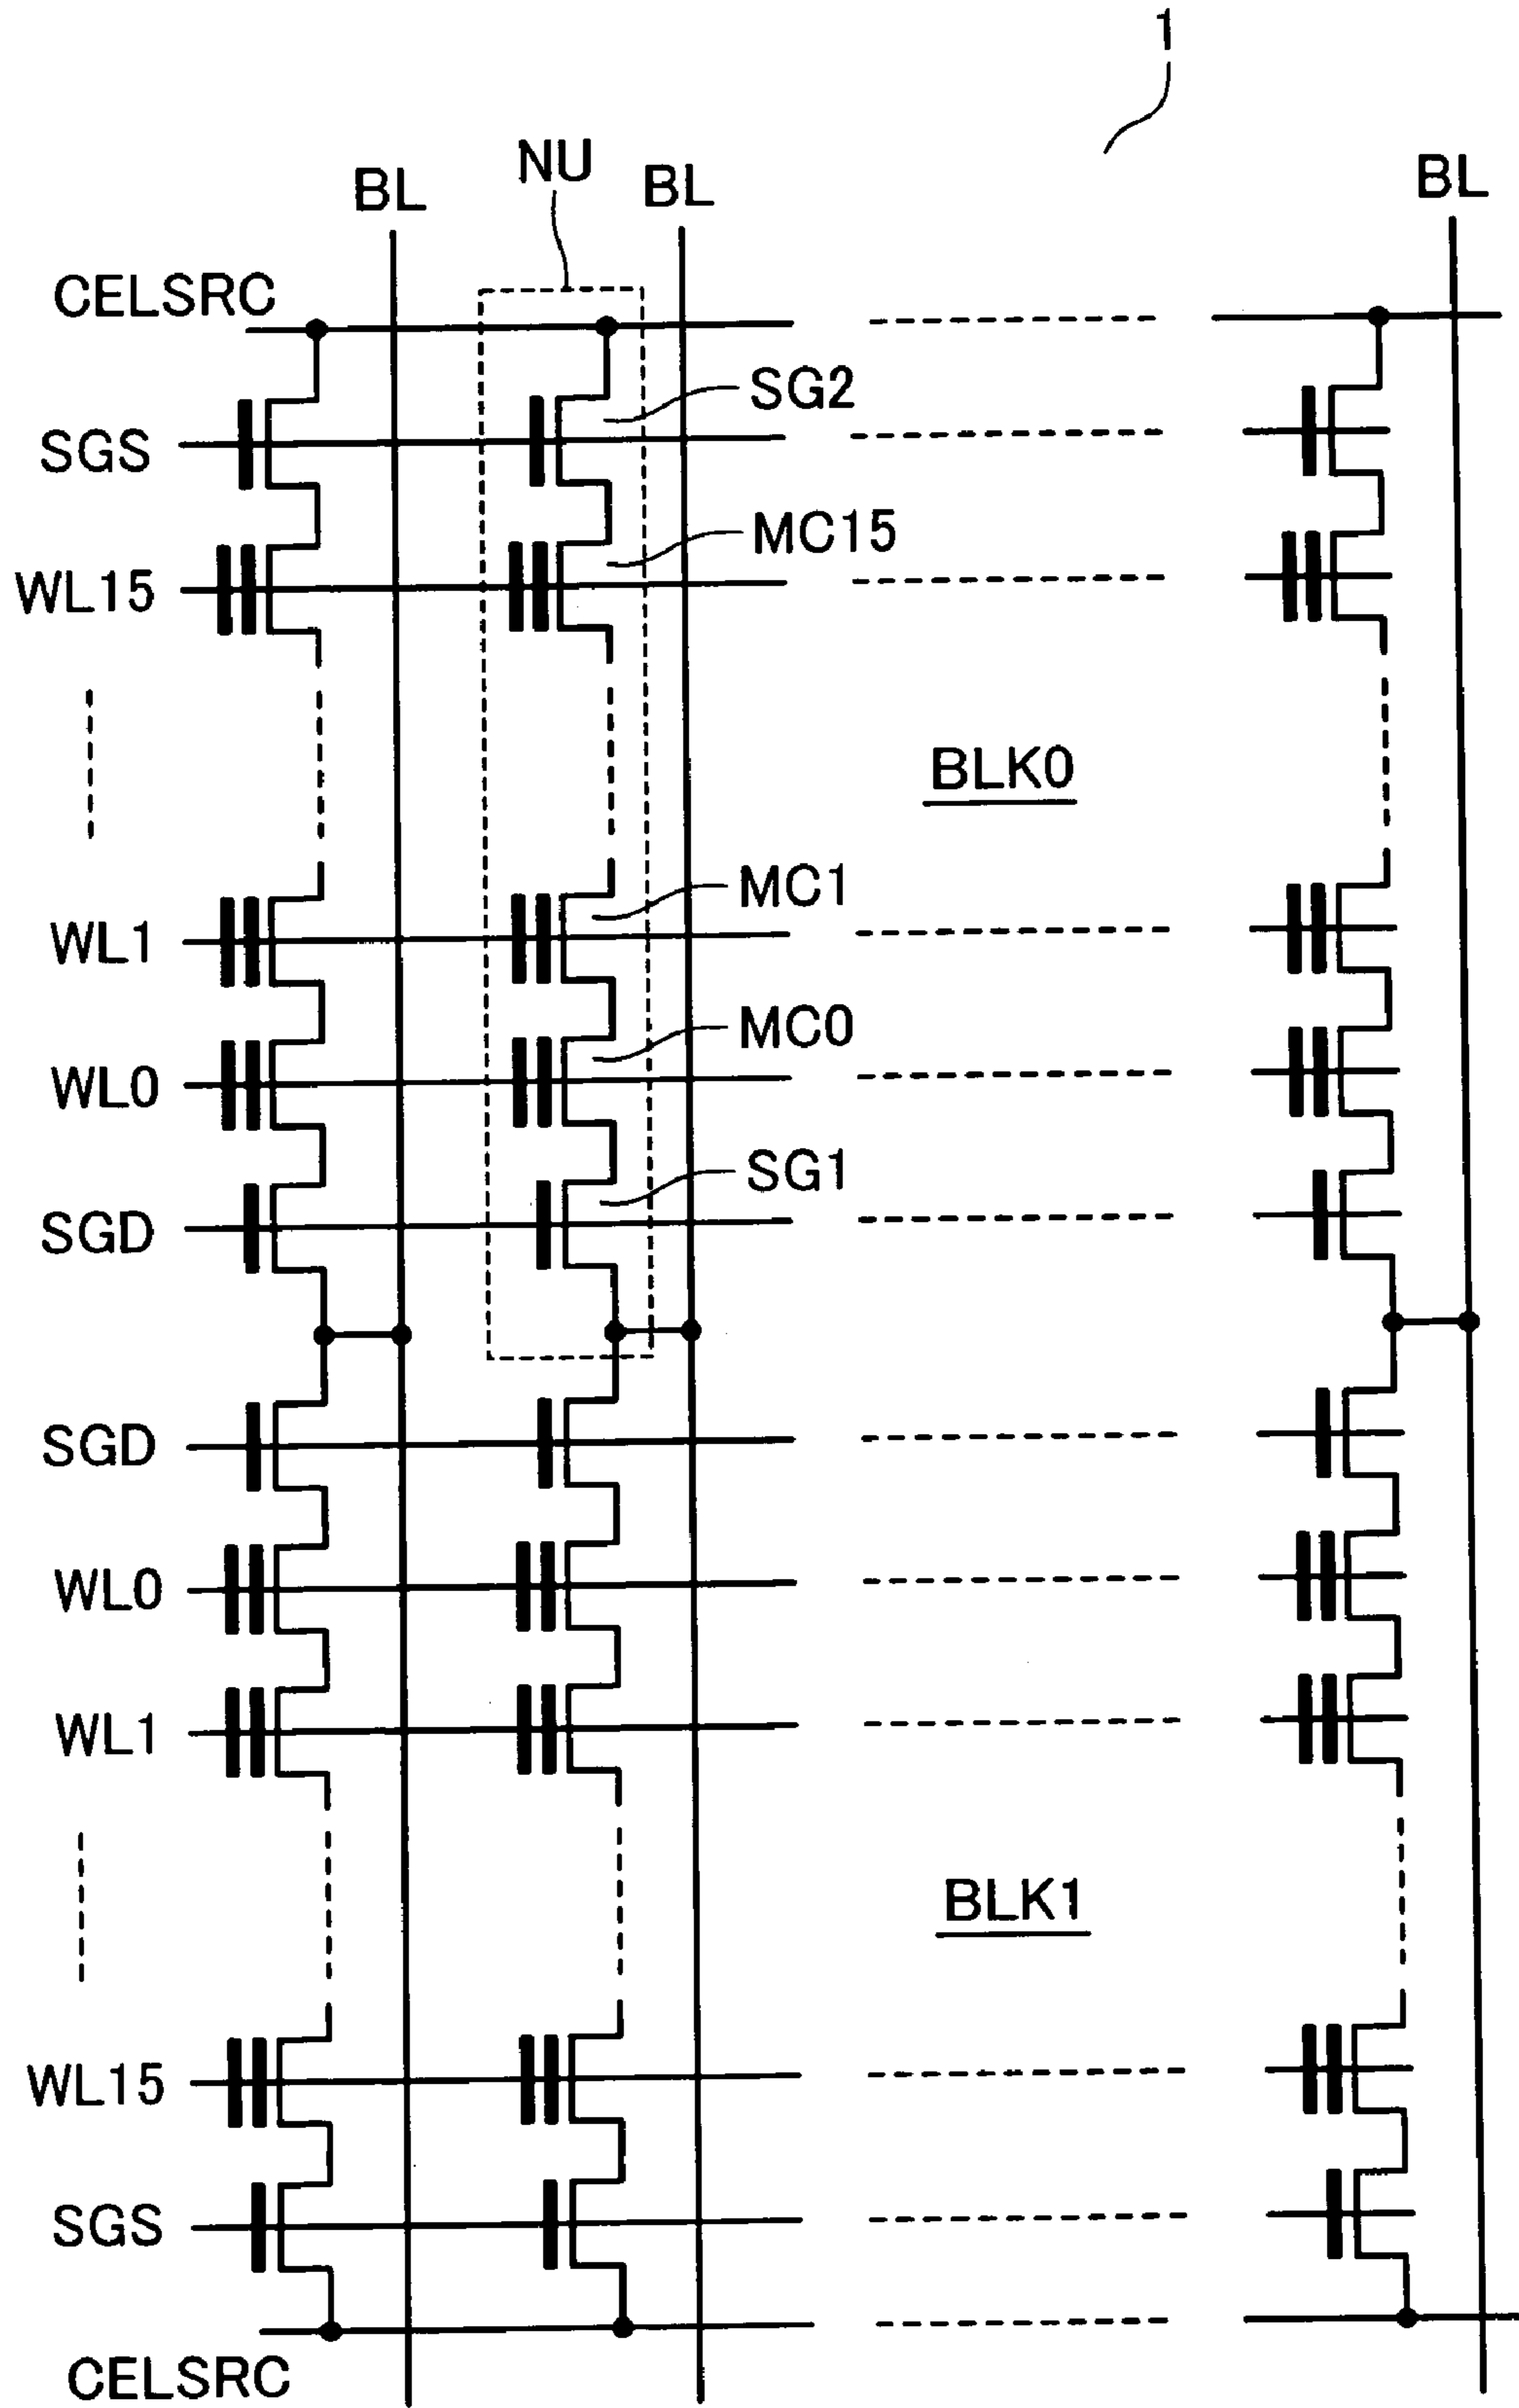 1
BL
NU
BL
BL
CELSRC
SG2
SGS
MC15
WL15
BLK0
MC1
WL1
MC0
WL0
SG1
SGD
SGD
WL0
WL1
BLK1
WL15
SGS
CELSRC